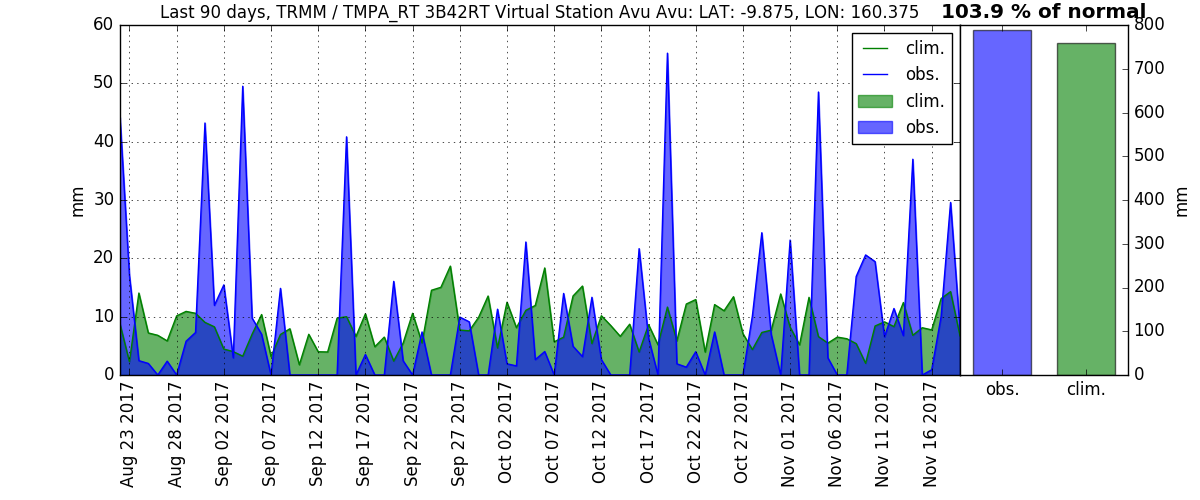 Last 90 days, TRMM / TMPA_RT 3B42RT Virtual Station Avu Avu: LAT: -9.875, LON: 160.375
103.9 % of normal
60
50
40
30
20
10
0
mm
clim.
obs.
clim.
obs.
800
700
600
500
400
300
200
100
0
mm
Aug 23 2017
Aug 28 2017
Sep 02 2017
Sep 07 2017
Sep 12 2017
Sep 17 2017
Sep 22 2017
Sep 27 2017
Oct 02 2017
Oct 07 2017
Oct 12 2017
Oct 17 2017
Oct 22 2017
Oct 27 2017
Nov 01 2017
Nov 06 2017
Nov 11 2017
Nov 16 2017
obs.
clim.